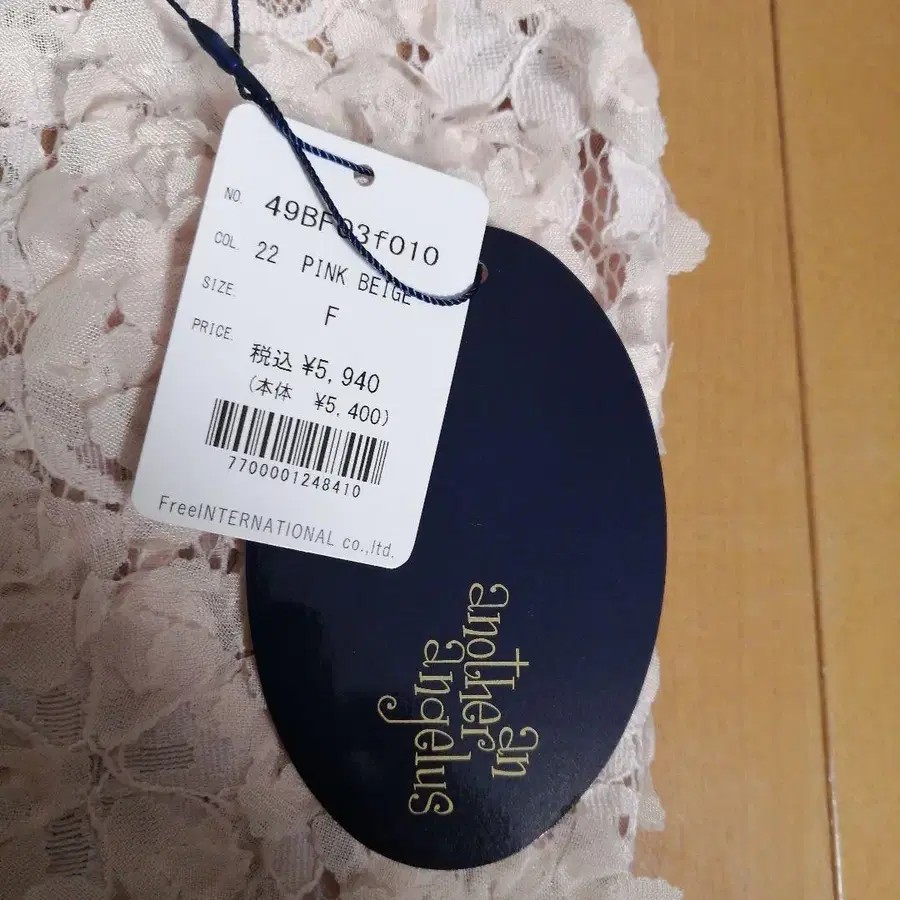 NO. 49BF03f010
COL. 22 PINK BEIGE
SIZE. F
PRICE.
税込 ¥5,940
(本体 ¥5,400)
7700001248410
FreeINTERNATIONAL co.,ltd.
an
another
angelus